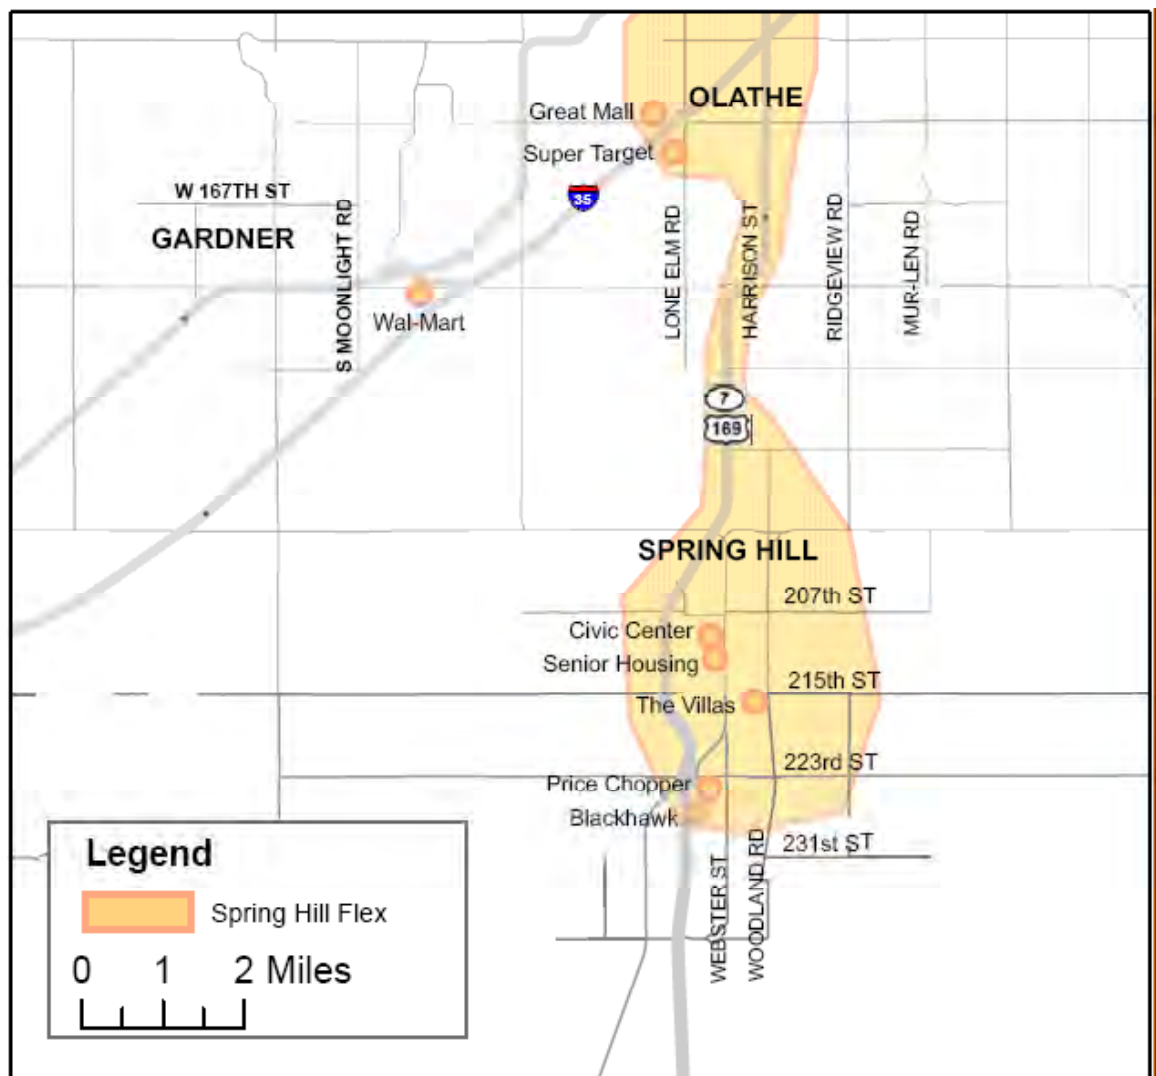 OLATHE
Great Mall
Super Target
W 167TH ST
35
GARDNER
S MOONLIGHT RD
LONE ELM RD
HARRISON ST
RIDGEVIEW RD
MUR-LEN RD
Wal-Mart
7
169
SPRING HILL
207th ST
Civic Center
Senior Housing
215th ST
The Villas
223rd ST
Price Chopper
Blackhawk
231st ST
WEBSTER ST
WOODLAND RD
Legend
Spring Hill Flex
0 1 2 Miles